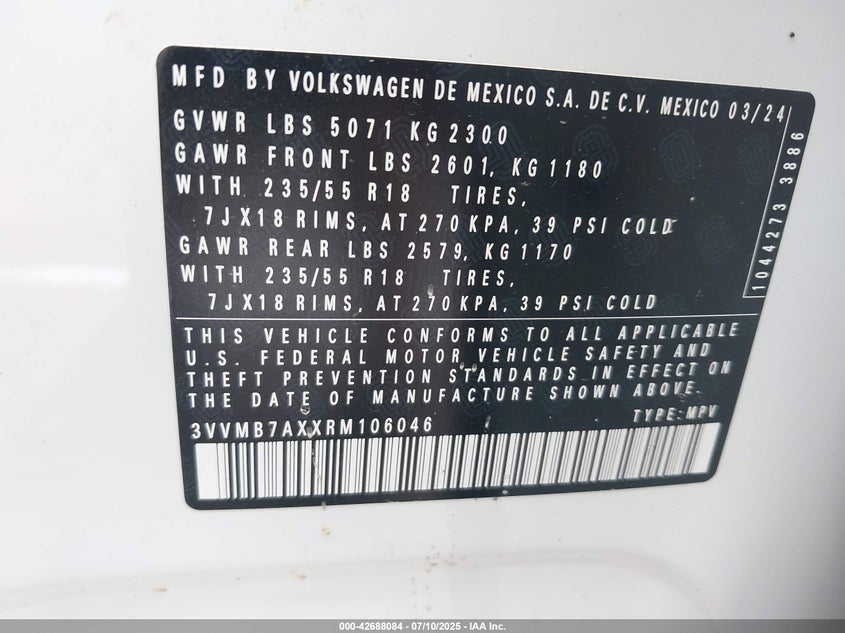 MFD BY VOLKSWAGEN DE MEXICO S.A. DE C.V. MEXICO 03/24
GVWR LBS 5071 KG 2300
GAWR FRONT LBS 2601, KG 1180
WITH 235/55 R18 TIRES,
7J X18 RIMS, AT 270 KPA, 39 PSI COLD
GAWR REAR LBS 2579, KG 1170
WITH 235/55 R18 TIRES,
7J X18 RIMS, AT 270 KPA, 39 PSI COLD
1044273 3886
THIS VEHICLE CONFORMS TO ALL APPLICABLE
U.S. FEDERAL MOTOR VEHICLE SAFETY AND
THEFT PREVENTION STANDARDS IN EFFECT ON
THE DATE OF MANUFACTURE SHOWN ABOVE.
3VVMB7AXXRM106046 TYPE: MPV
000-42688084 / 07/10/2025 - IAA Inc.